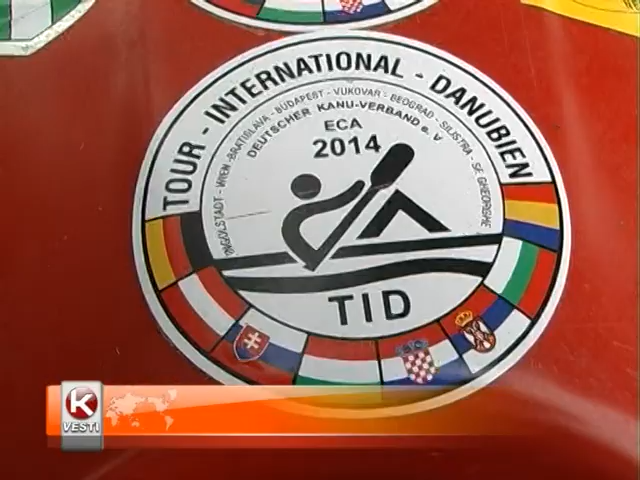 TOUR - INTERNATIONAL - DANUBIEN
INGOLSTADT - WIEN - BRATISLAVA - BUDAPEST - VUKOVAR - BEOGRAD - SILISTRA - SF. GHEORGHE
DEUTSCHER KANU-VERBAND e. V
ECA
2014
TID
K
VESTI